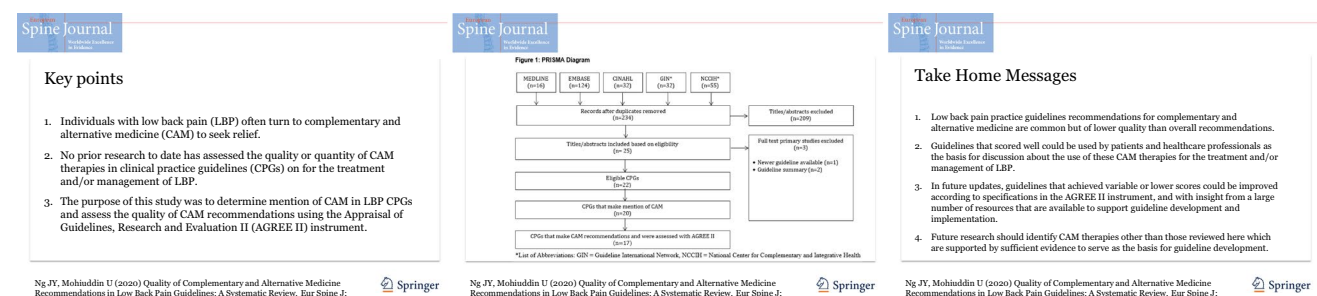 European
Spine Journal
Worldwide Excellence
in Evidence
Key points
1. Individuals with low back pain (LBP) often turn to complementary and
alternative medicine (CAM) to seek relief.
2. No prior research to date has assessed the quality or quantity of CAM
therapies in clinical practice guidelines (CPGs) on for the treatment
and/or management of LBP.
3. The purpose of this study was to determine mention of CAM in LBP CPGs
and assess the quality of CAM recommendations using the Appraisal of
Guidelines, Research and Evaluation II (AGREE II) instrument.
Ng JY, Mohiuddin U (2020) Quality of Complementary and Alternative Medicine
Recommendations in Low Back Pain Guidelines: A Systematic Review. Eur Spine J;
Springer
European
Spine Journal
Worldwide Excellence
in Evidence
Figure 1: PRISMA Diagram
MEDLINE
(n=16)
EMBASE
(n=124)
CINAHL
(n=32)
GIN*
(n=32)
NCCIH*
(n=55)
Records after duplicates removed
(n=234)
Titles/abstracts excluded
(n=209)
Titles/abstracts included based on eligibility
(n= 25)
Full text primary studies excluded
(n=3)
• Newer guideline available (n=1)
• Guideline summary (n=2)
Eligible CPGs
(n=22)
CPGs that make mention of CAM
(n=20)
CPGs that make CAM recommendations and were assessed with AGREE II
(n=17)
*List of Abbreviations: GIN = Guideline International Network, NCCIH = National Center for Complementary and Integrative Health
Ng JY, Mohiuddin U (2020) Quality of Complementary and Alternative Medicine
Recommendations in Low Back Pain Guidelines: A Systematic Review. Eur Spine J;
Springer
European
Spine Journal
Worldwide Excellence
in Evidence
Take Home Messages
1. Low back pain practice guidelines recommendations for complementary and
alternative medicine are common but of lower quality than overall recommendations.
2. Guidelines that scored well could be used by patients and healthcare professionals as
the basis for discussion about the use of these CAM therapies for the treatment and/or
management of LBP.
3. In future updates, guidelines that achieved variable or lower scores could be improved
according to specifications in the AGREE II instrument, and with insight from a large
number of resources that are available to support guideline development and
implementation.
4. Future research should identify CAM therapies other than those reviewed here which
are supported by sufficient evidence to serve as the basis for guideline development.
Ng JY, Mohiuddin U (2020) Quality of Complementary and Alternative Medicine
Recommendations in Low Back Pain Guidelines: A Systematic Review. Eur Spine J;
Springer